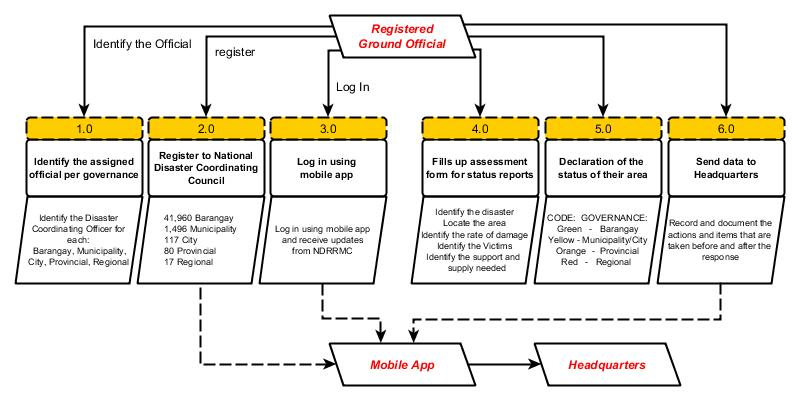 Registered
Ground Official
Identify the Official
register
Log In
1.0
Identify the assigned
official per governance
Identify the Disaster
Coordinating Officer for
each:
Barangay, Municipality,
City, Provincial, Regional
2.0
Register to National
Disaster Coordinating
Council
41,960 Barangay
1,496 Municipality
117 City
80 Provincial
17 Regional
3.0
Log in using
mobile app
Log in using mobile app
and receive updates
from NDRRMC
4.0
Fills up assessment
form for status reports
Identify the disaster
Locate the area
Identify the rate of damage
Identify the Victims
Identify the support and
supply needed
5.0
Declaration of the
status of their area
CODE: GOVERNANCE:
Green - Barangay
Yellow - Municipality/City
Orange - Provincial
Red - Regional
6.0
Send data to
Headquarters
Record and document the
actions and items that are
taken before and after the
response
Mobile App
Headquarters